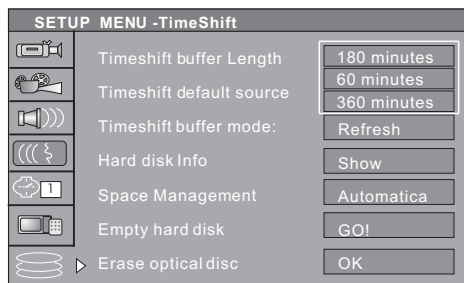 SETUP MENU -TimeShift
Timeshift buffer Length
180 minutes
60 minutes
Timeshift default source
360 minutes
Timeshift buffer mode:
Refresh
Hard disk Info
Show
1
Space Management
Automatica
Empty hard disk
GO!
Erase optical disc
OK